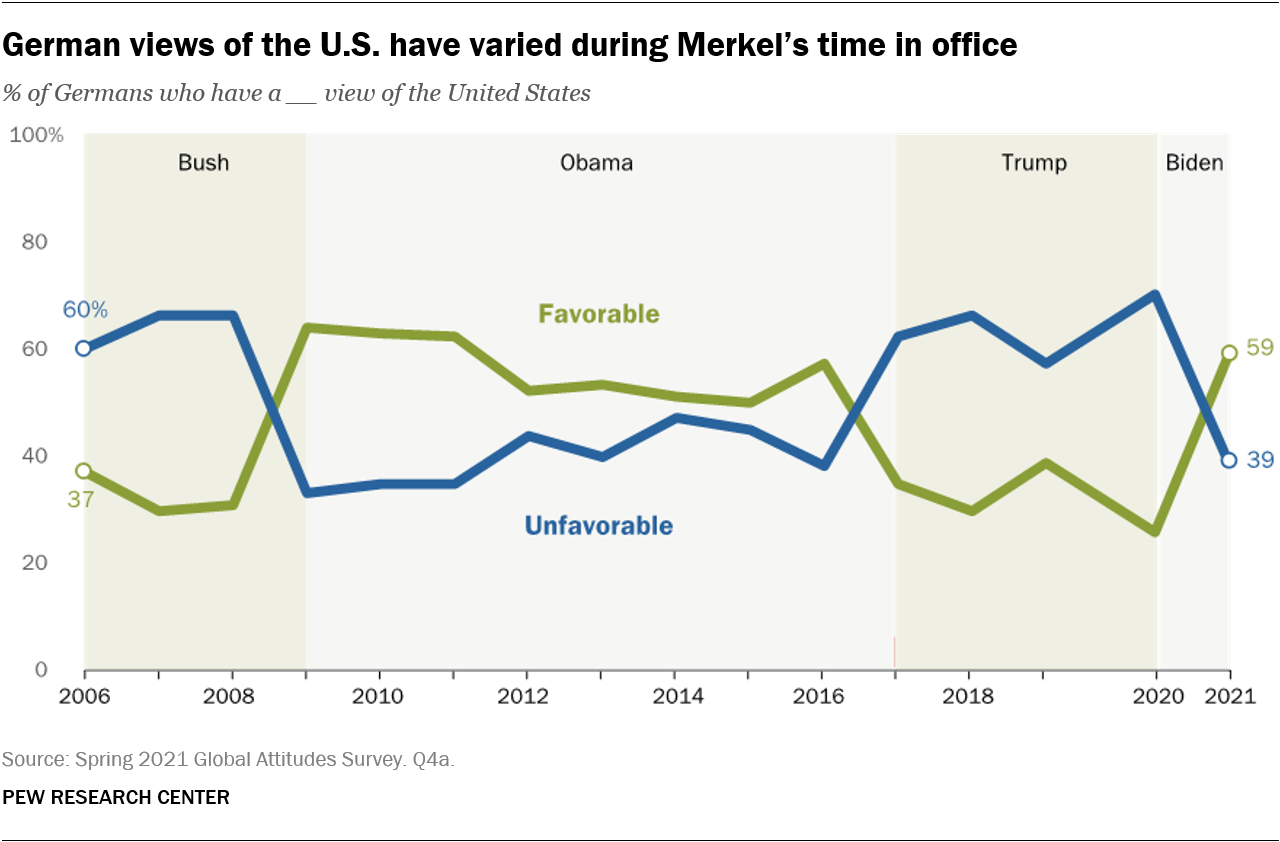 German views of the U.S. have varied during Merkel's time in office
% of Germans who have a __ view of the United States
100%
Bush
Obama
Trump
Biden
80
60%
Favorable
60
59
40
39
37
Unfavorable
20
0
2006
2008
2010
2012
2014
2016
2018
2020
2021
Source: Spring 2021 Global Attitudes Survey. Q4a.
PEW RESEARCH CENTER